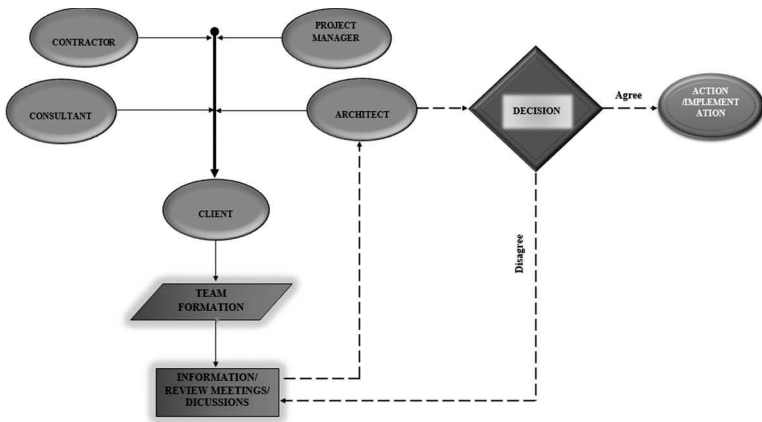 CONTRACTOR
PROJECT
MANAGER
CONSULTANT
ARCHITECT
DECISION
Agree
ACTION
/IMPLEMENT
ATION
CLIENT
Disagree
TEAM
FORMATION
INFORMATION/
REVIEW MEETINGS/
DICUSSIONS